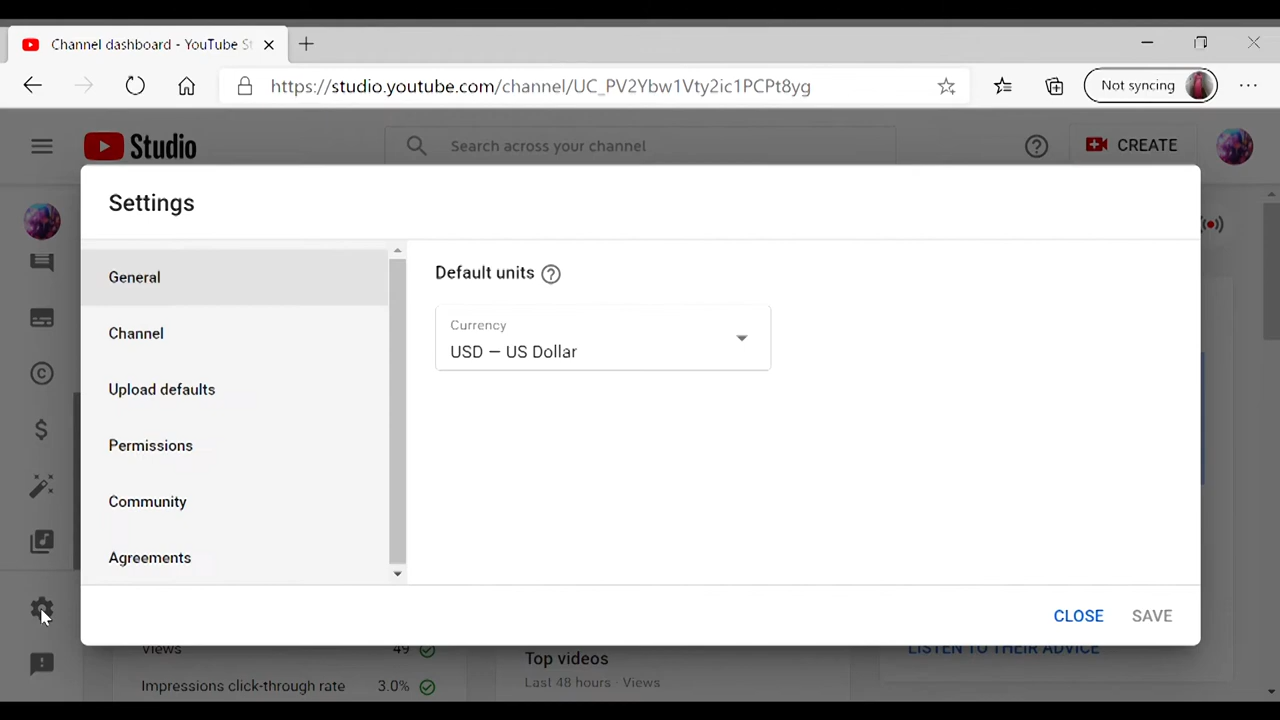 Channel dashboard - YouTube St
https://studio.youtube.com/channel/UC_PV2Ybw1Vty2ic1PCPt8yg
Not syncing
Studio
Search across your channel
CREATE
Settings
General
Channel
Upload defaults
Permissions
Community
Agreements
Default units
Currency
USD — US Dollar
CLOSE
SAVE
Views 49
Impressions click-through rate 3.0%
Top videos
Last 48 hours · Views
LISTEN TO THEIR ADVICE